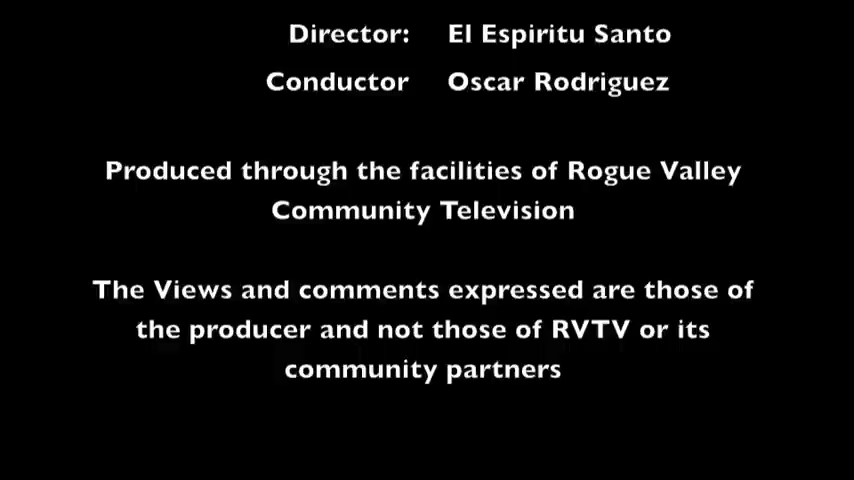 Director: El Espiritu Santo
Conductor Oscar Rodriguez
Produced through the facilities of Rogue Valley
Community Television
The Views and comments expressed are those of
the producer and not those of RVTV or its
community partners